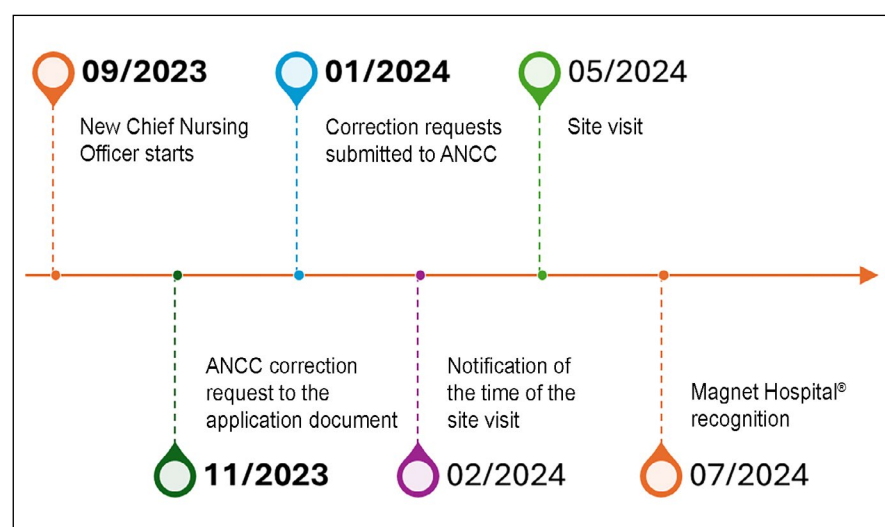 09/2023
New Chief Nursing
Officer starts
01/2024
Correction requests
submitted to ANCC
05/2024
Site visit
ANCC correction
request to the
application document
11/2023
Notification of
the time of the
site visit
02/2024
Magnet Hospital®
recognition
07/2024